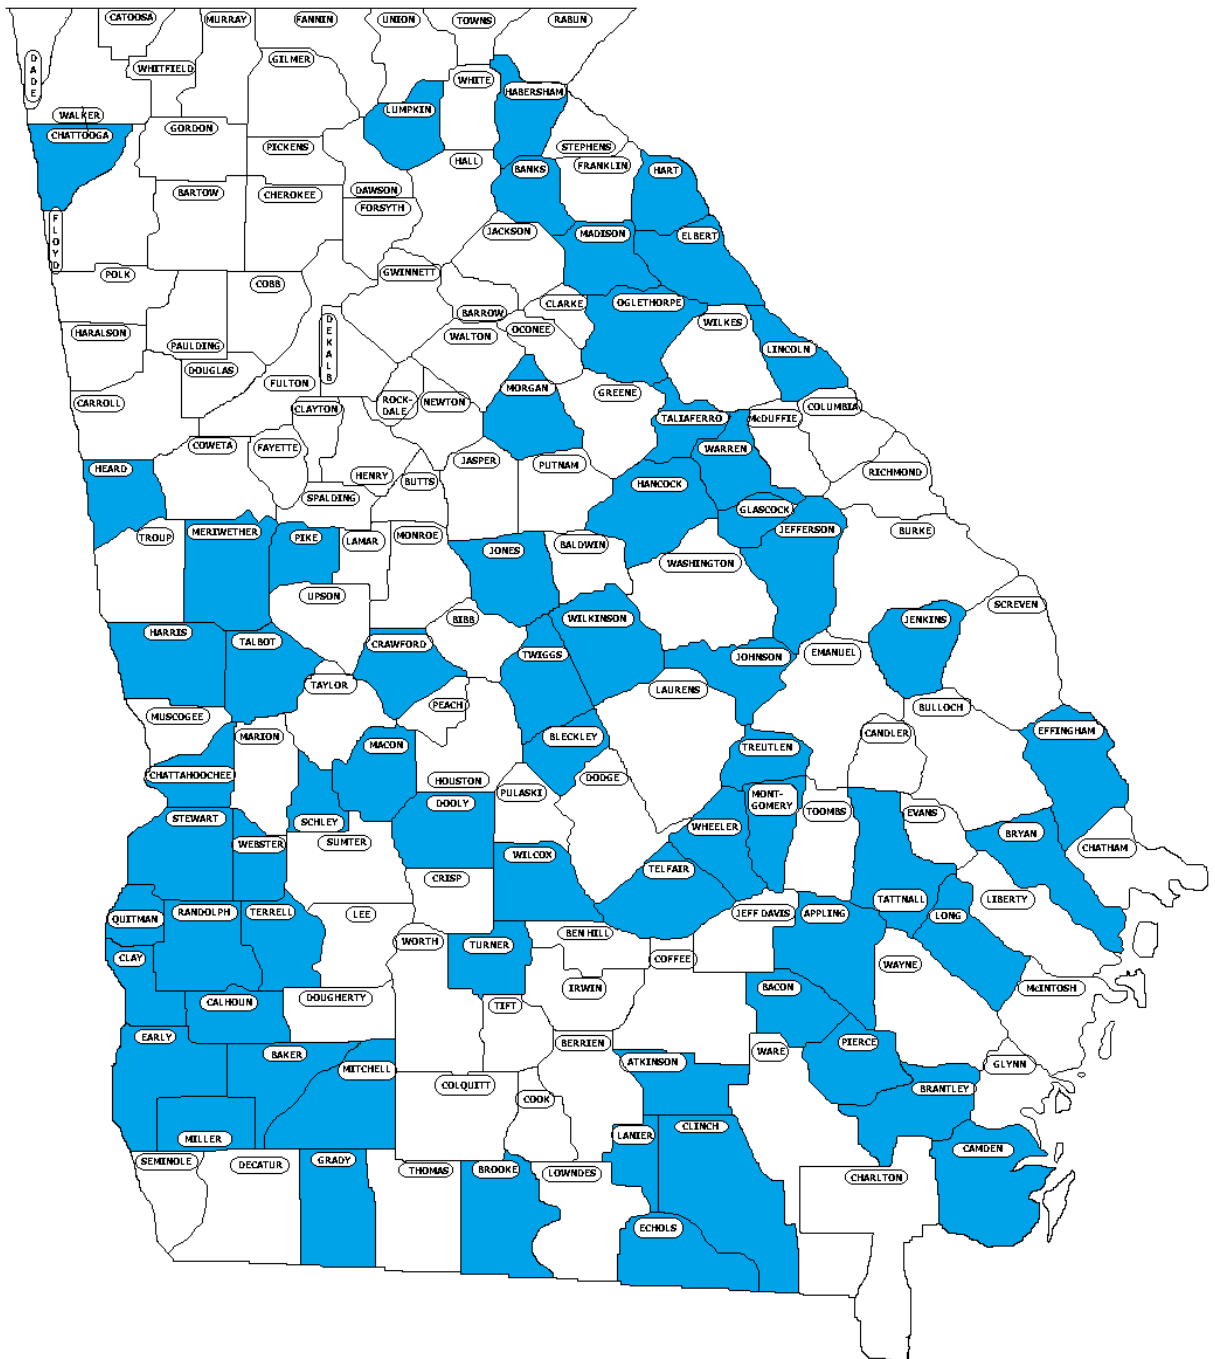 CATOOSA
MURRAY
FANNIN
UNION
TOWNS
RABUN
DADE
WHITFIELD
GILMER
WHITE
HABERSHAM
WALKER
LUMPKIN
CHATTOOGA
GORDON
PICKENS
STEPHENS
HALL
BANKS
FRANKLIN
HART
BARTOW
CHEROKEE
DAWSON
FORSYTH
FLOYD
JACKSON
MADISON
ELBERT
POLK
COBB
GWINNETT
CLARKE
OGLETHORPE
BARROW
WILKES
HARALSON
PAULDING
DEKALB
WALTON
OCONEE
LINCOLN
DOUGLAS
FULTON
MORGAN
GREENE
CARROLL
CLAYTON
ROCK-
DALE
NEWTON
TALIAFERRO
McDUFFIE
COLUMBIA
COWETA
FAYETTE
WARREN
HEARD
HENRY
BUTTS
JASPER
PUTNAM
HANCOCK
RICHMOND
SPALDING
GLASCOCK
TROUP
MERIWETHER
PIKE
LAMAR
MONROE
JONES
BALDWIN
WASHINGTON
JEFFERSON
BURKE
UPSON
BIBB
WILKINSON
SCREVEN
JENKINS
HARRIS
TALBOT
CRAWFORD
TWIGGS
JOHNSON
EMANUEL
TAYLOR
PEACH
LAURENS
BULLOCH
MUSCOGEE
MARION
MACON
BLECKLEY
TREUTLEN
CANDLER
EFFINGHAM
CHATTAHOOCHEE
HOUSTON
PULASKI
DODGE
MONT-
GOMERY
STEWART
SCHLEY
DOOLY
TOOMBS
EVANS
WEBSTER
SUMTER
WILCOX
WHEELER
BRYAN
CHATHAM
CRISP
TELFAIR
TATTNALL
LIBERTY
QUITMAN
RANDOLPH
TERRELL
LEE
JEFF DAVIS
APPLING
LONG
WORTH
TURNER
BEN HILL
CLAY
COFFEE
WAYNE
CALHOUN
DOUGHERTY
TIFT
IRWIN
BACON
McINTOSH
EARLY
BAKER
MITCHELL
BERRIEN
ATKINSON
WARE
PIERCE
GLYNN
COLQUITT
COOK
BRANTLEY
MILLER
LANIER
CLINCH
SEMINOLE
DECATUR
GRADY
THOMAS
BROOKE
LOWNDES
CHARLTON
CAMDEN
ECHOLS